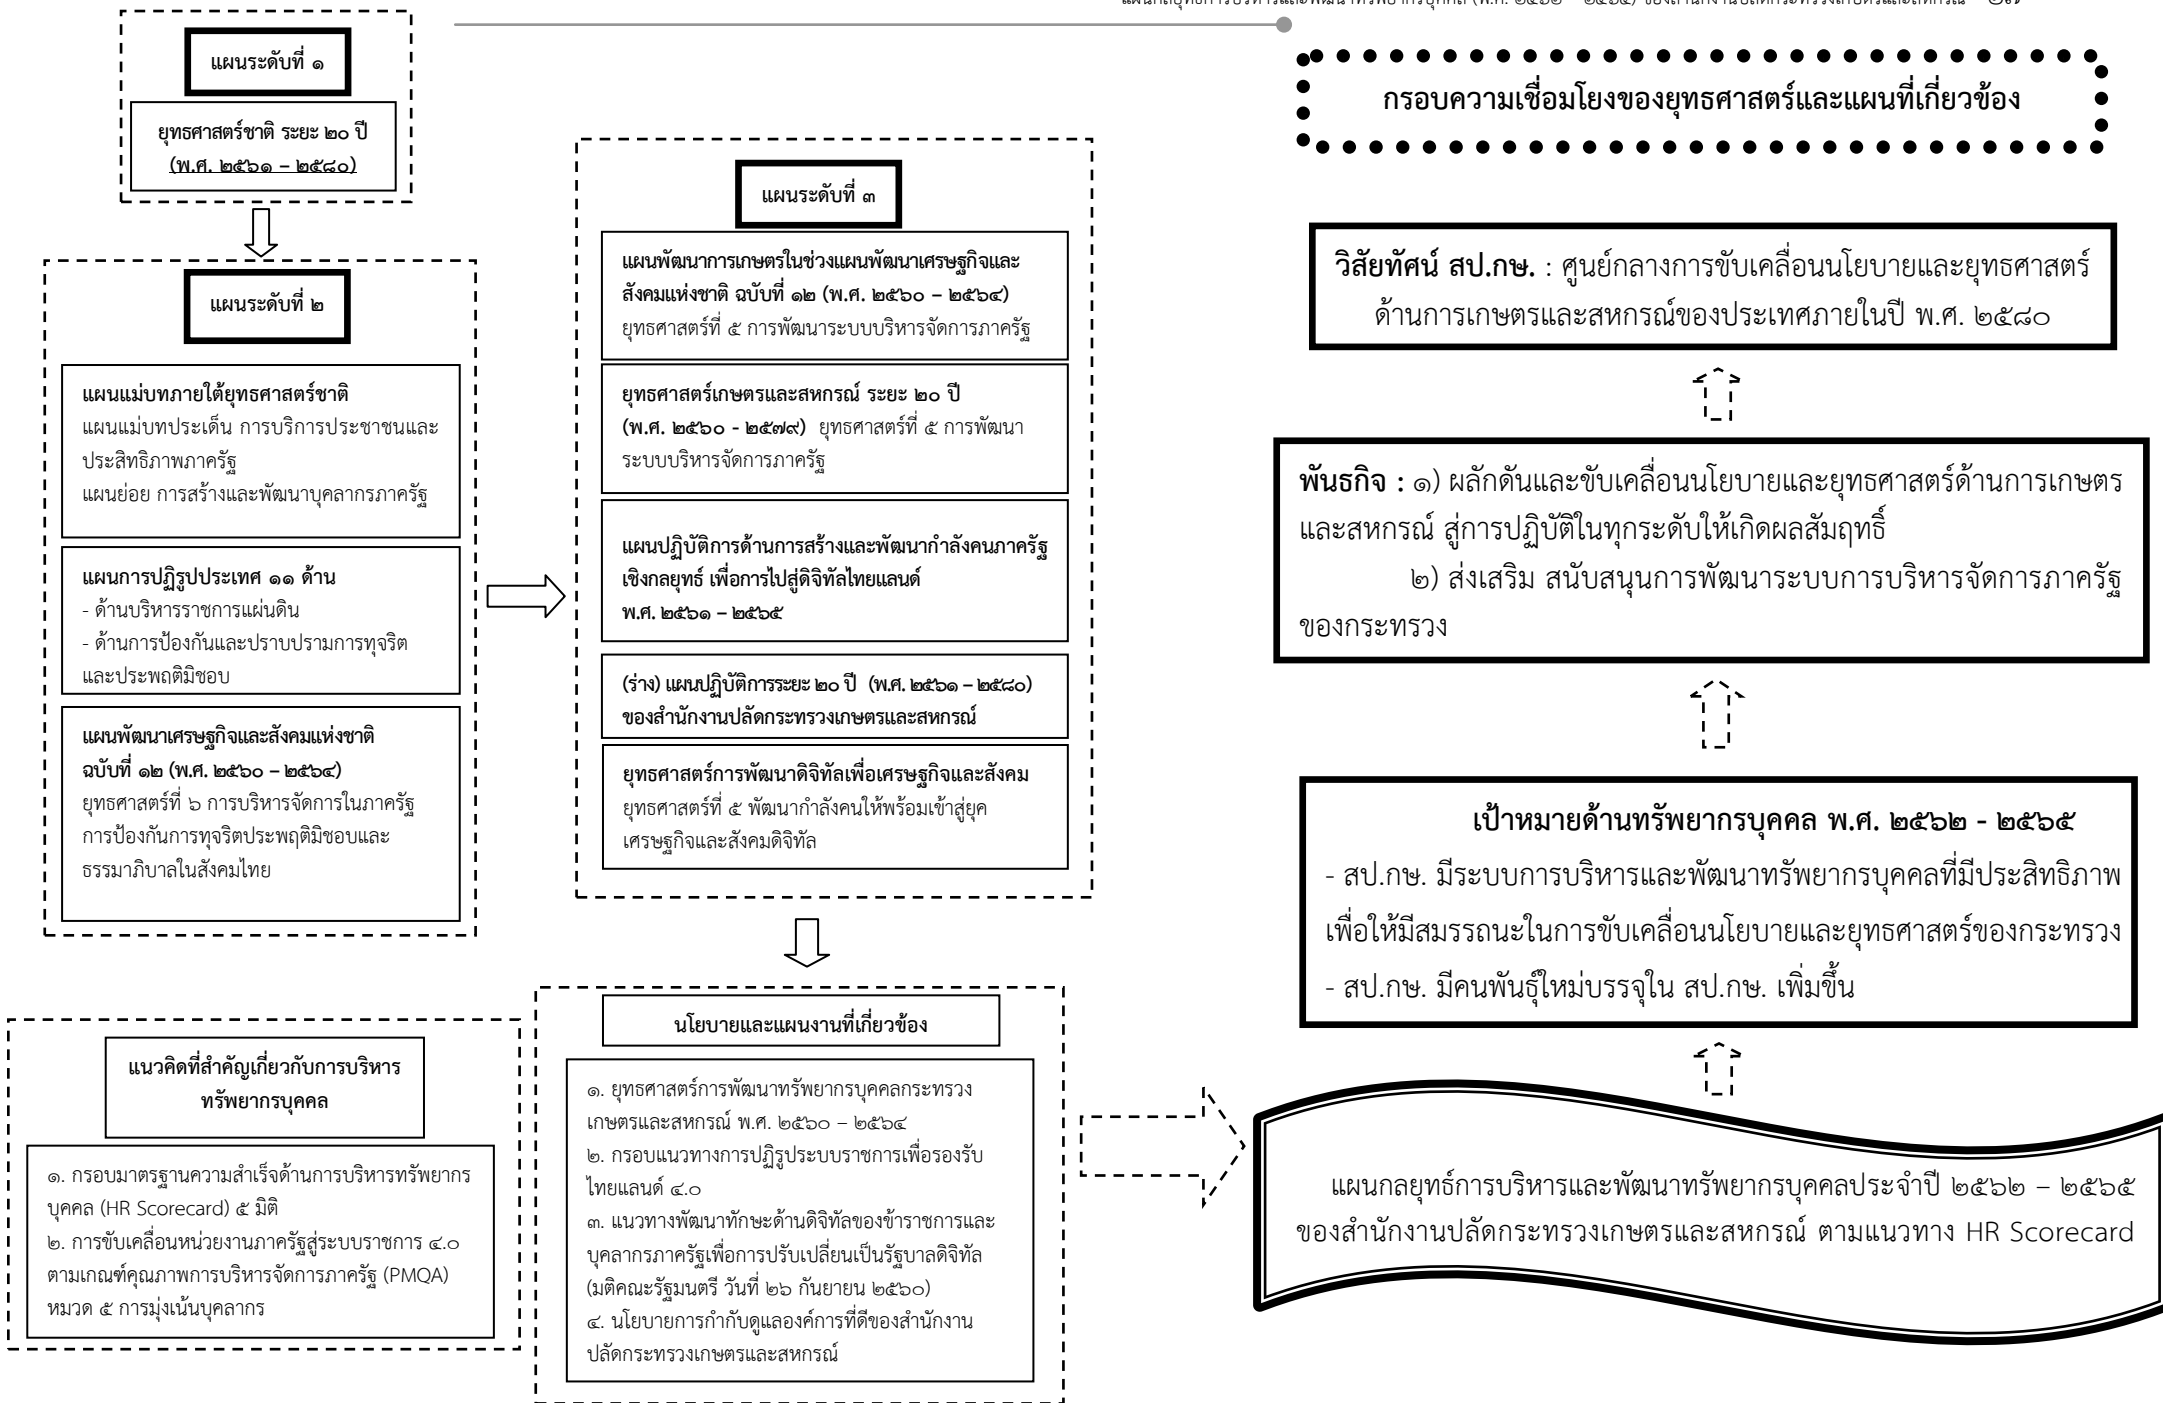 แผนกลยุทธ์การบริหารและพัฒนาทรัพยากรบุคคล (พ.ศ. ๒๕๖๒ – ๒๕๖๕) ของสำนักงานปลัดกระทรวงเกษตรและสหกรณ์
แผนระดับที่ ๑
ยุทธศาสตร์ชาติ ระยะ ๒๐ ปี
(พ.ศ. ๒๕๖๑ – ๒๕๘๐)
แผนระดับที่ ๒
แผนแม่บทภายใต้ยุทธศาสตร์ชาติ
แผนแม่บทประเด็น การบริการประชาชนและ
ประสิทธิภาพภาครัฐ
แผนย่อย การสร้างและพัฒนาบุคลากรภาครัฐ
แผนการปฏิรูปประเทศ ๑๑ ด้าน
- ด้านบริหารราชการแผ่นดิน
- ด้านการป้องกันและปราบปรามการทุจริต
และประพฤติมิชอบ
แผนพัฒนาเศรษฐกิจและสังคมแห่งชาติ
ฉบับที่ ๑๒ (พ.ศ. ๒๕๖๐ – ๒๕๖๔)
ยุทธศาสตร์ที่ ๖ การบริหารจัดการในภาครัฐ
การป้องกันการทุจริตประพฤติมิชอบและ
ธรรมาภิบาลในสังคมไทย
แผนระดับที่ ๓
แผนพัฒนาการเกษตรในช่วงแผนพัฒนาเศรษฐกิจและ
สังคมแห่งชาติ ฉบับที่ ๑๒ (พ.ศ. ๒๕๖๐ – ๒๕๖๔)
ยุทธศาสตร์ที่ ๕ การพัฒนาระบบบริหารจัดการภาครัฐ
ยุทธศาสตร์เกษตรและสหกรณ์ ระยะ ๒๐ ปี
(พ.ศ. ๒๕๖๐ - ๒๕๗๙) ยุทธศาสตร์ที่ ๕ การพัฒนา
ระบบบริหารจัดการภาครัฐ
แผนปฏิบัติการด้านการสร้างและพัฒนากำลังคนภาครัฐ
เชิงกลยุทธ์ เพื่อการไปสู่ดิจิทัลไทยแลนด์
พ.ศ. ๒๕๖๑ – ๒๕๖๕
(ร่าง) แผนปฏิบัติการระยะ ๒๐ ปี (พ.ศ. ๒๕๖๑ – ๒๕๘๐)
ของสำนักงานปลัดกระทรวงเกษตรและสหกรณ์
ยุทธศาสตร์การพัฒนาดิจิทัลเพื่อเศรษฐกิจและสังคม
ยุทธศาสตร์ที่ ๕ พัฒนากำลังคนให้พร้อมเข้าสู่ยุค
เศรษฐกิจและสังคมดิจิทัล
แนวคิดที่สำคัญเกี่ยวกับการบริหาร
ทรัพยากรบุคคล
๑. กรอบมาตรฐานความสำเร็จด้านการบริหารทรัพยากร
บุคคล (HR Scorecard) ๕ มิติ
๒. การขับเคลื่อนหน่วยงานภาครัฐสู่ระบบราชการ ๔.๐
ตามเกณฑ์คุณภาพการบริหารจัดการภาครัฐ (PMQA)
หมวด ๕ การมุ่งเน้นบุคลากร
นโยบายและแผนงานที่เกี่ยวข้อง
๑. ยุทธศาสตร์การพัฒนาทรัพยากรบุคคลกระทรวง
เกษตรและสหกรณ์ พ.ศ. ๒๕๖๐ – ๒๕๖๔
๒. กรอบแนวทางการปฏิรูประบบราชการเพื่อรองรับ
ไทยแลนด์ ๔.๐
๓. แนวทางพัฒนาทักษะด้านดิจิทัลของข้าราชการและ
บุคลากรภาครัฐเพื่อการปรับเปลี่ยนเป็นรัฐบาลดิจิทัล
(มติคณะรัฐมนตรี วันที่ ๒๖ กันยายน ๒๕๖๐)
๔. นโยบายการกำกับดูแลองค์การที่ดีของสำนักงาน
ปลัดกระทรวงเกษตรและสหกรณ์
กรอบความเชื่อมโยงของยุทธศาสตร์และแผนที่เกี่ยวข้อง
วิสัยทัศน์ สป.กษ. : ศูนย์กลางการขับเคลื่อนนโยบายและยุทธศาสตร์
ด้านการเกษตรและสหกรณ์ของประเทศภายในปี พ.ศ. ๒๕๘๐
พันธกิจ : ๑) ผลักดันและขับเคลื่อนนโยบายและยุทธศาสตร์ด้านการเกษตร
และสหกรณ์ สู่การปฏิบัติในทุกระดับให้เกิดผลสัมฤทธิ์
๒) ส่งเสริม สนับสนุนการพัฒนาระบบการบริหารจัดการภาครัฐ
ของกระทรวง
เป้าหมายด้านทรัพยากรบุคคล พ.ศ. ๒๕๖๒ - ๒๕๖๕
- สป.กษ. มีระบบการบริหารและพัฒนาทรัพยากรบุคคลที่มีประสิทธิภาพ
เพื่อให้มีสมรรถนะในการขับเคลื่อนนโยบายและยุทธศาสตร์ของกระทรวง
- สป.กษ. มีคนพันธุ์ใหม่บรรจุใน สป.กษ. เพิ่มขึ้น
แผนกลยุทธ์การบริหารและพัฒนาทรัพยากรบุคคลประจำปี ๒๕๖๒ – ๒๕๖๕
ของสำนักงานปลัดกระทรวงเกษตรและสหกรณ์ ตามแนวทาง HR Scorecard